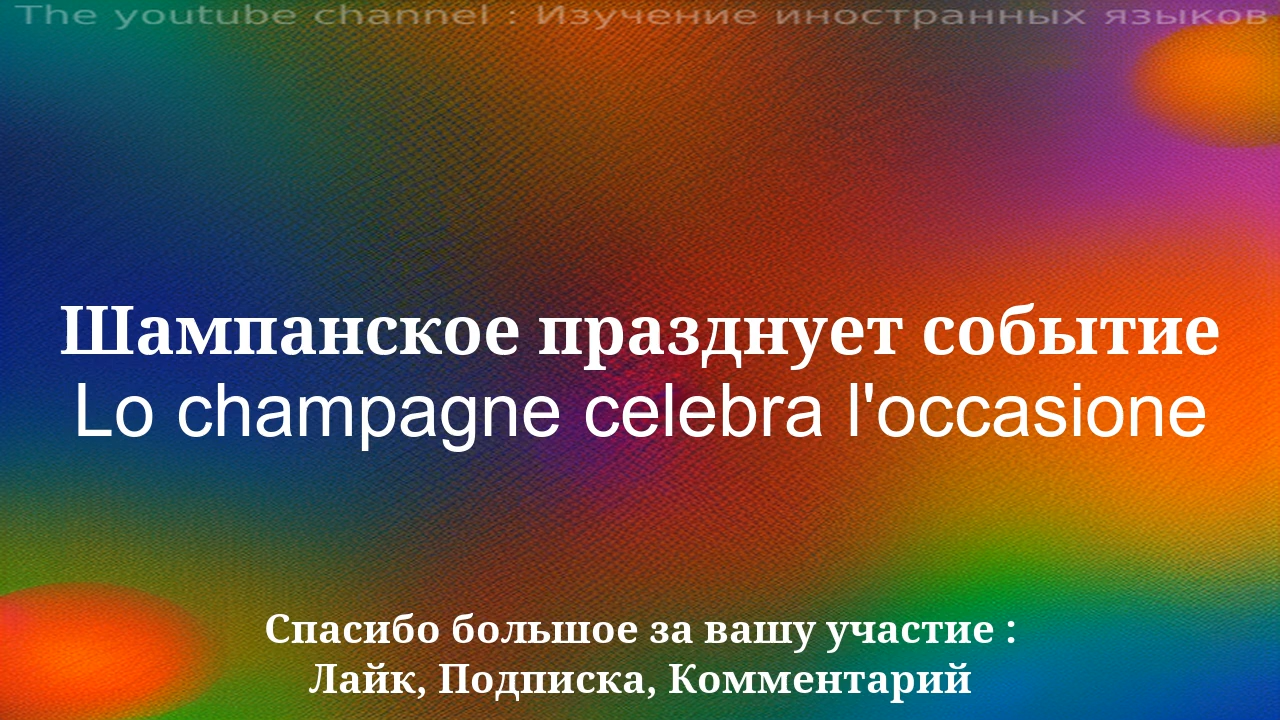 The youtube channel : Изучение иностранных языков
Шампанское празднует событие
Lo champagne celebra l'occasione
Спасибо большое за вашу участие :
Лайк, Подписка, Комментарий